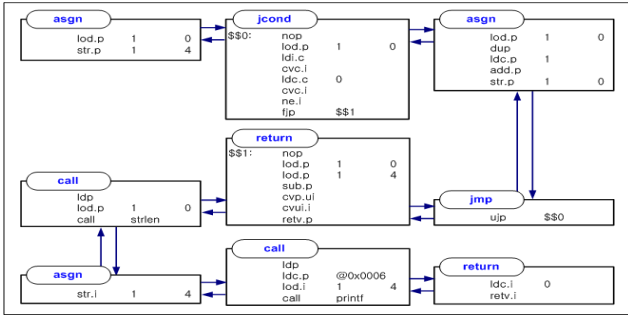 asgn
lod.p 1 0
str.p 1 4
jcond
$$0: nop
lod.p 1 0
ldi.c
cvc.i
ldc.c 0
cvc.i
ne.i
fjp $$1
asgn
lod.p 1 0
dup
ldc.p 1
add.p
str.p 1 0
call
ldp
lod.p 1 0
call strlen
return
$$1: nop
lod.p 1 0
lod.p 1 4
sub.p
cvp.ui
cvui.i
retv.p
jmp
ujp $$0
asgn
str.i 1 4
call
ldp
ldc.p @0x0006
lod.i 1 4
call printf
return
ldc.i 0
retv.i